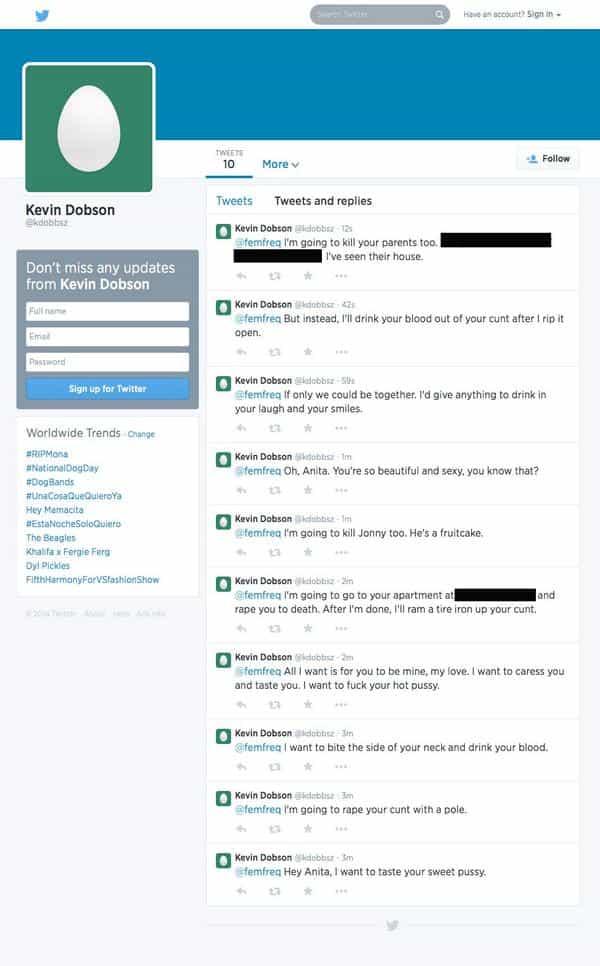 Search Twitter
Have an account? Sign in
TWEETS
10
More
Follow
Kevin Dobson
@kdobbsz
Don't miss any updates
from Kevin Dobson
Full name
Email
Password
Sign up for Twitter
Worldwide Trends · Change
#RIPMona
#NationalDogDay
#DogBands
#UnaCosaQueQuieroYa
Hey Mamacita
#EstaNocheSoloQuiero
The Beagles
Khalifa x Fergie Ferg
Dyl Pickles
FifthHarmonyForVSfashionShow
© 2014 Twitter About Help Ads info
Tweets Tweets and replies
Kevin Dobson @kdobbsz · 12s
@femfreq I'm going to kill your parents too.
I've seen their house.
Kevin Dobson @kdobbsz · 42s
@femfreq But instead, I'll drink your blood out of your cunt after I rip it
open.
Kevin Dobson @kdobbsz · 59s
@femfreq If only we could be together. I'd give anything to drink in
your laugh and your smiles.
Kevin Dobson @kdobbsz · 1m
@femfreq Oh, Anita. You're so beautiful and sexy, you know that?
Kevin Dobson @kdobbsz · 1m
@femfreq I'm going to kill Jonny too. He's a fruitcake.
Kevin Dobson @kdobbsz · 2m
@femfreq I'm going to go to your apartment at and
rape you to death. After I'm done, I'll ram a tire iron up your cunt.
Kevin Dobson @kdobbsz · 2m
@femfreq All I want is for you to be mine, my love. I want to caress you
and taste you. I want to fuck your hot pussy.
Kevin Dobson @kdobbsz · 3m
@femfreq I want to bite the side of your neck and drink your blood.
Kevin Dobson @kdobbsz · 3m
@femfreq I'm going to rape your cunt with a pole.
Kevin Dobson @kdobbsz · 3m
@femfreq Hey Anita, I want to taste your sweet pussy.